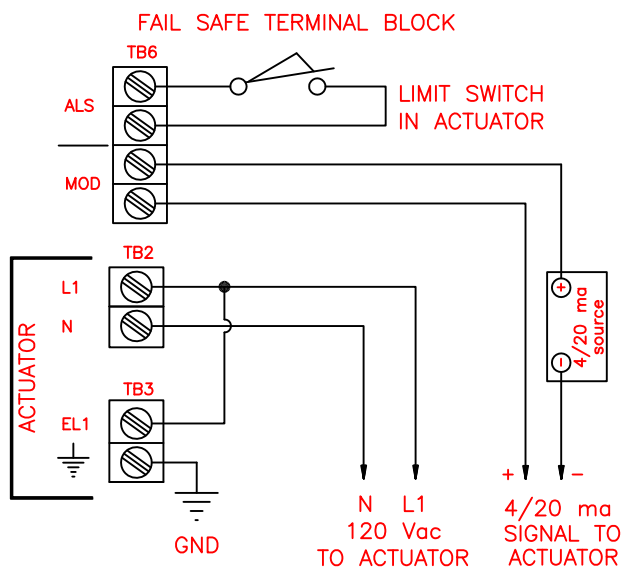 FAIL SAFE TERMINAL BLOCK
TB6
ALS
LIMIT SWITCH
IN ACTUATOR
MOD
TB2
L1
N
ACTUATOR
+
4/20 ma
source
−
TB3
EL1
GND
N L1
120 Vac
TO ACTUATOR
+ −
4/20 ma
SIGNAL TO
ACTUATOR